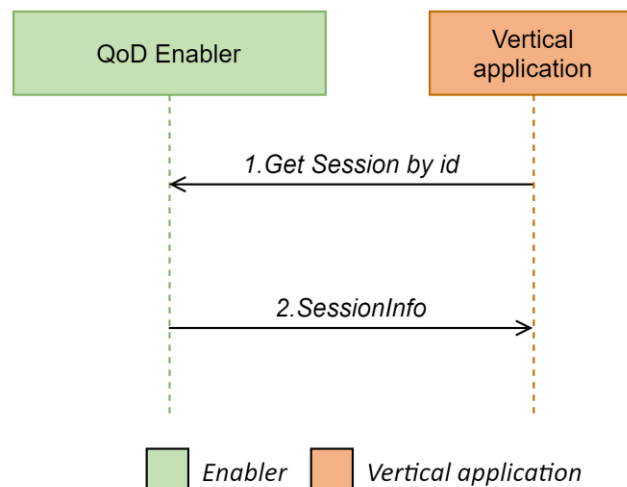 QoD Enabler
Vertical
application
1.Get Session by id
2.SessionInfo
Enabler
Vertical application